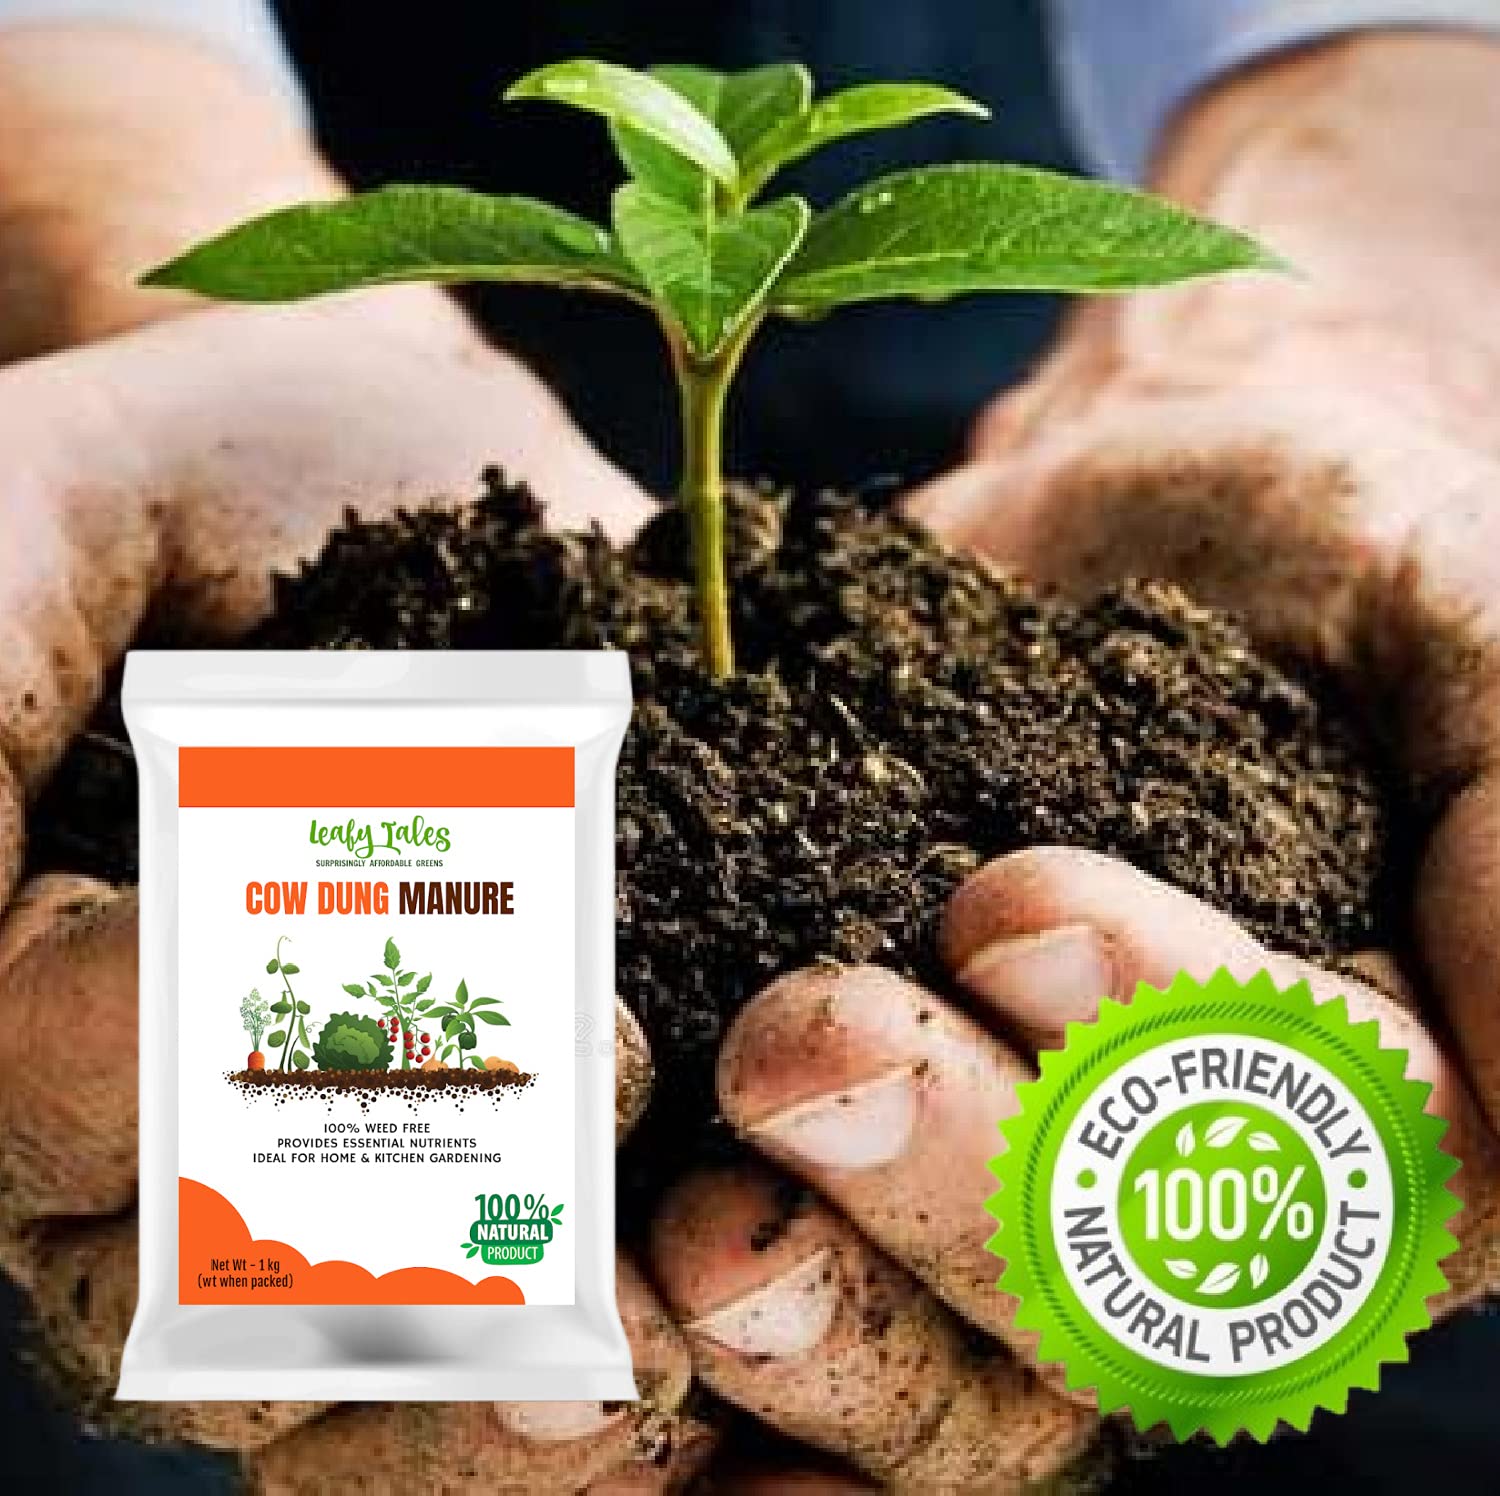 Leafy Tales
SURPRISINGLY AFFORDABLE GREENS
COW DUNG MANURE
100% WEED FREE
PROVIDES ESSENTIAL NUTRIENTS
IDEAL FOR HOME & KITCHEN GARDENING
100%
NATURAL
PRODUCT
Net Wt - 1 kg
(wt when packed)
• ECO-FRIENDLY •
100%
NATURAL PRODUCT